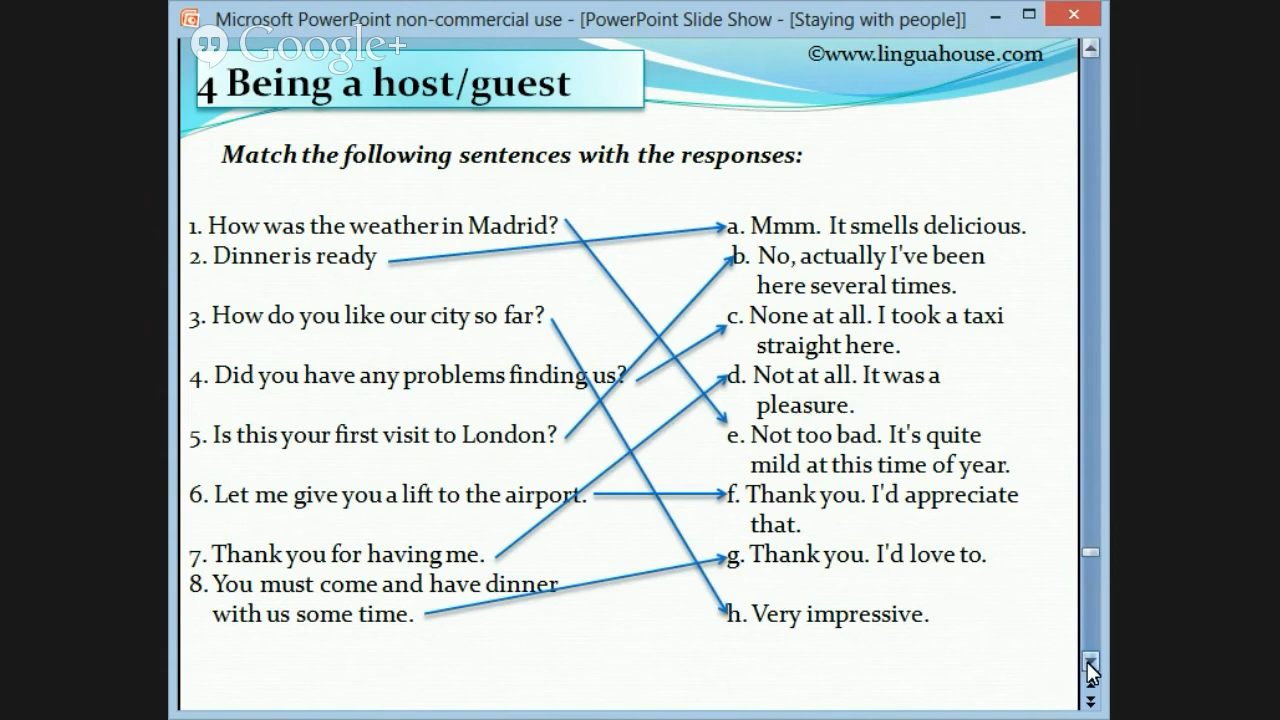 Microsoft PowerPoint non-commercial use - [PowerPoint Slide Show - [Staying with people]]
Google+
©www.linguahouse.com
4 Being a host/guest
Match the following sentences with the responses:
1. How was the weather in Madrid?
2. Dinner is ready
3. How do you like our city so far?
4. Did you have any problems finding us?
5. Is this your first visit to London?
6. Let me give you a lift to the airport.
7. Thank you for having me.
8. You must come and have dinner
with us some time.
a. Mmm. It smells delicious.
b. No, actually I've been
here several times.
c. None at all. I took a taxi
straight here.
d. Not at all. It was a
pleasure.
e. Not too bad. It's quite
mild at this time of year.
f. Thank you. I'd appreciate
that.
g. Thank you. I'd love to.
h. Very impressive.